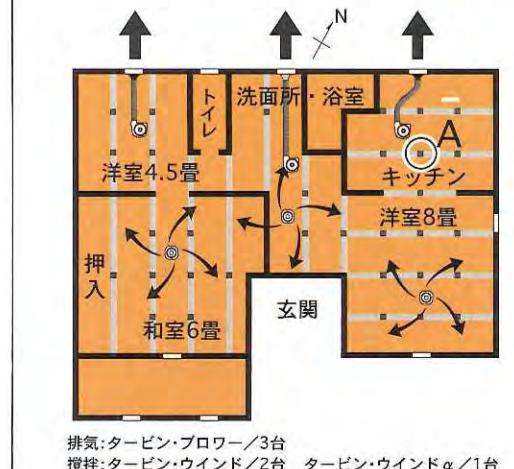 N
トイレ
洗面所・浴室
A
洋室4.5畳
キッチン
洋室8畳
押入
和室6畳
玄関
排気:タービン・ブロワー／3台
撹拌:タービン・ウインド／2台 タービン・ウインドα／1台